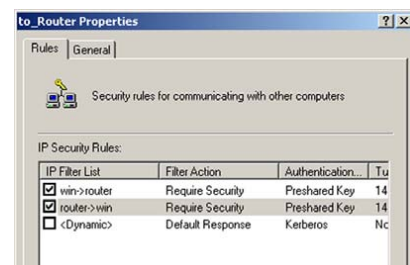 to_Router Properties
Rules General
Security rules for communicating with other computers
IP Security Rules:
IP Filter List Filter Action Authentication... Tu
win->router Require Security Preshared Key 14
router->win Require Security Preshared Key 14
<Dynamic> Default Response Kerberos Nc